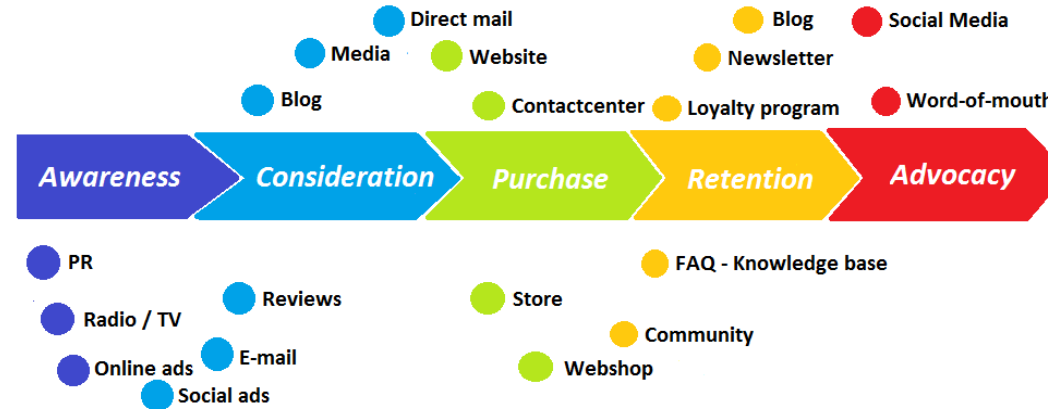 Direct mail
Blog
Social Media
Media
Website
Newsletter
Blog
Contactcenter
Loyalty program
Word-of-mouth
Awareness
Consideration
Purchase
Retention
Advocacy
PR
FAQ - Knowledge base
Reviews
Store
Radio / TV
Community
E-mail
Online ads
Webshop
Social ads